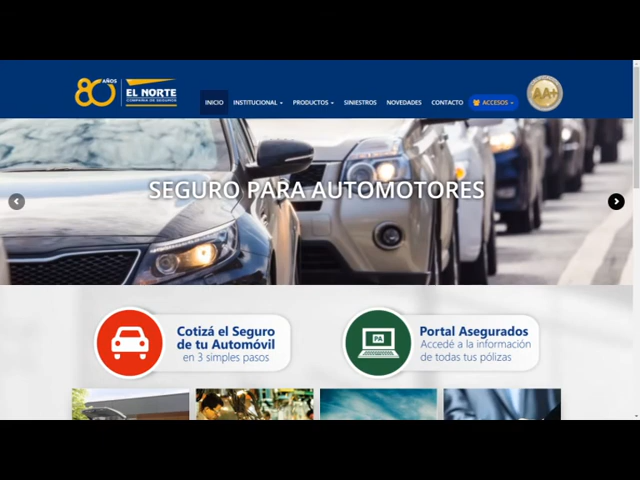 80 AÑOS
EL NORTE
COMPAÑIA DE SEGUROS
INICIO
INSTITUCIONAL
PRODUCTOS
SINIESTROS
NOVEDADES
CONTACTO
ACCESOS
AA+
SEGURO PARA AUTOMOTORES
Cotizá el Seguro
de tu Automóvil
en 3 simples pasos
PA
Portal Asegurados
Accedé a la información
de todas tus pólizas